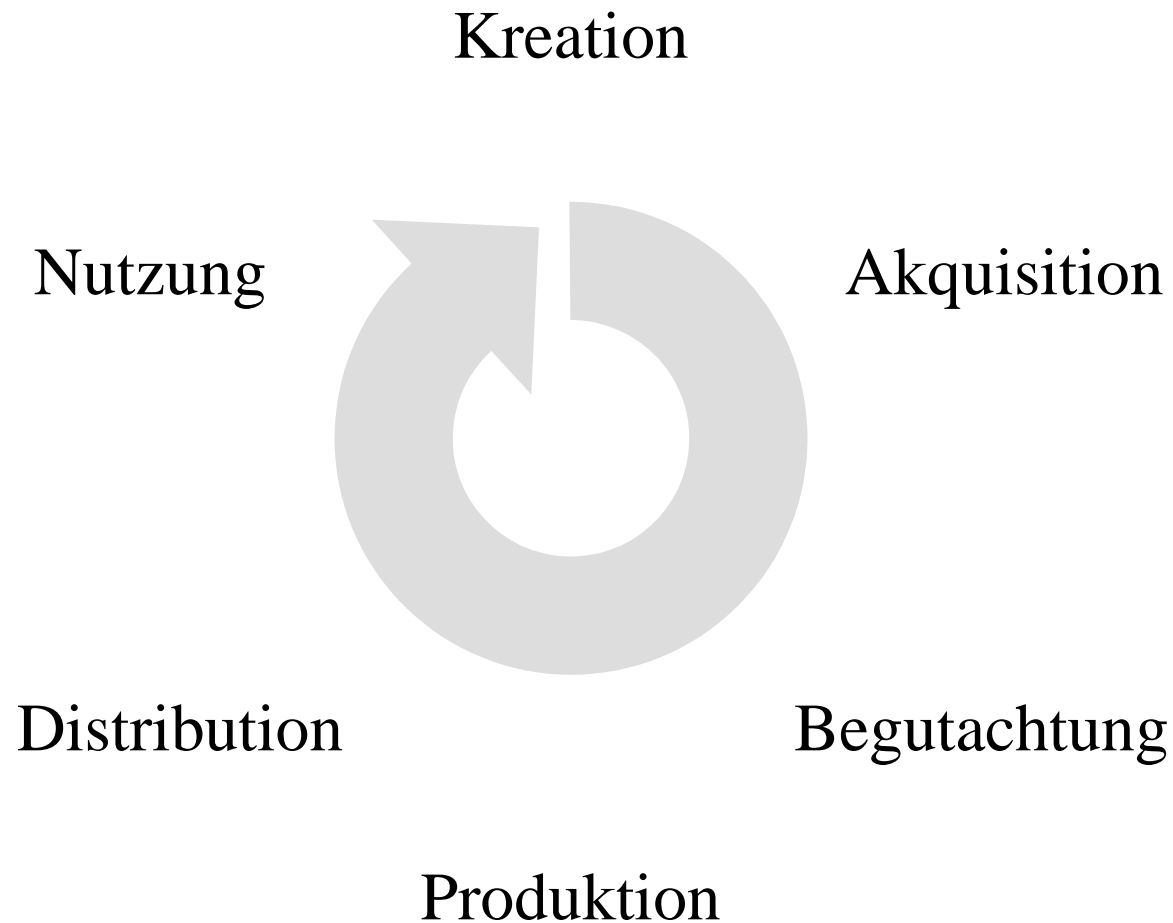 Kreation
Nutzung
Akquisition
Distribution
Begutachtung
Produktion